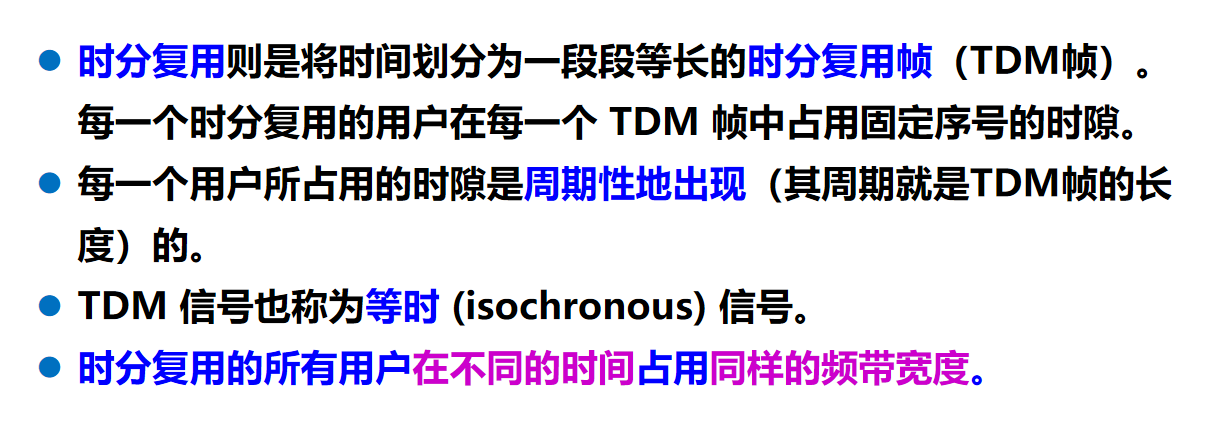 ● 时分复用则是将时间划分为一段段等长的时分复用帧（TDM帧）。
每一个时分复用的用户在每一个 TDM 帧中占用固定序号的时隙。
● 每一个用户所占用的时隙是周期性地出现（其周期就是TDM帧的长
度）的。
● TDM 信号也称为等时 (isochronous) 信号。
● 时分复用的所有用户在不同的时间占用同样的频带宽度。